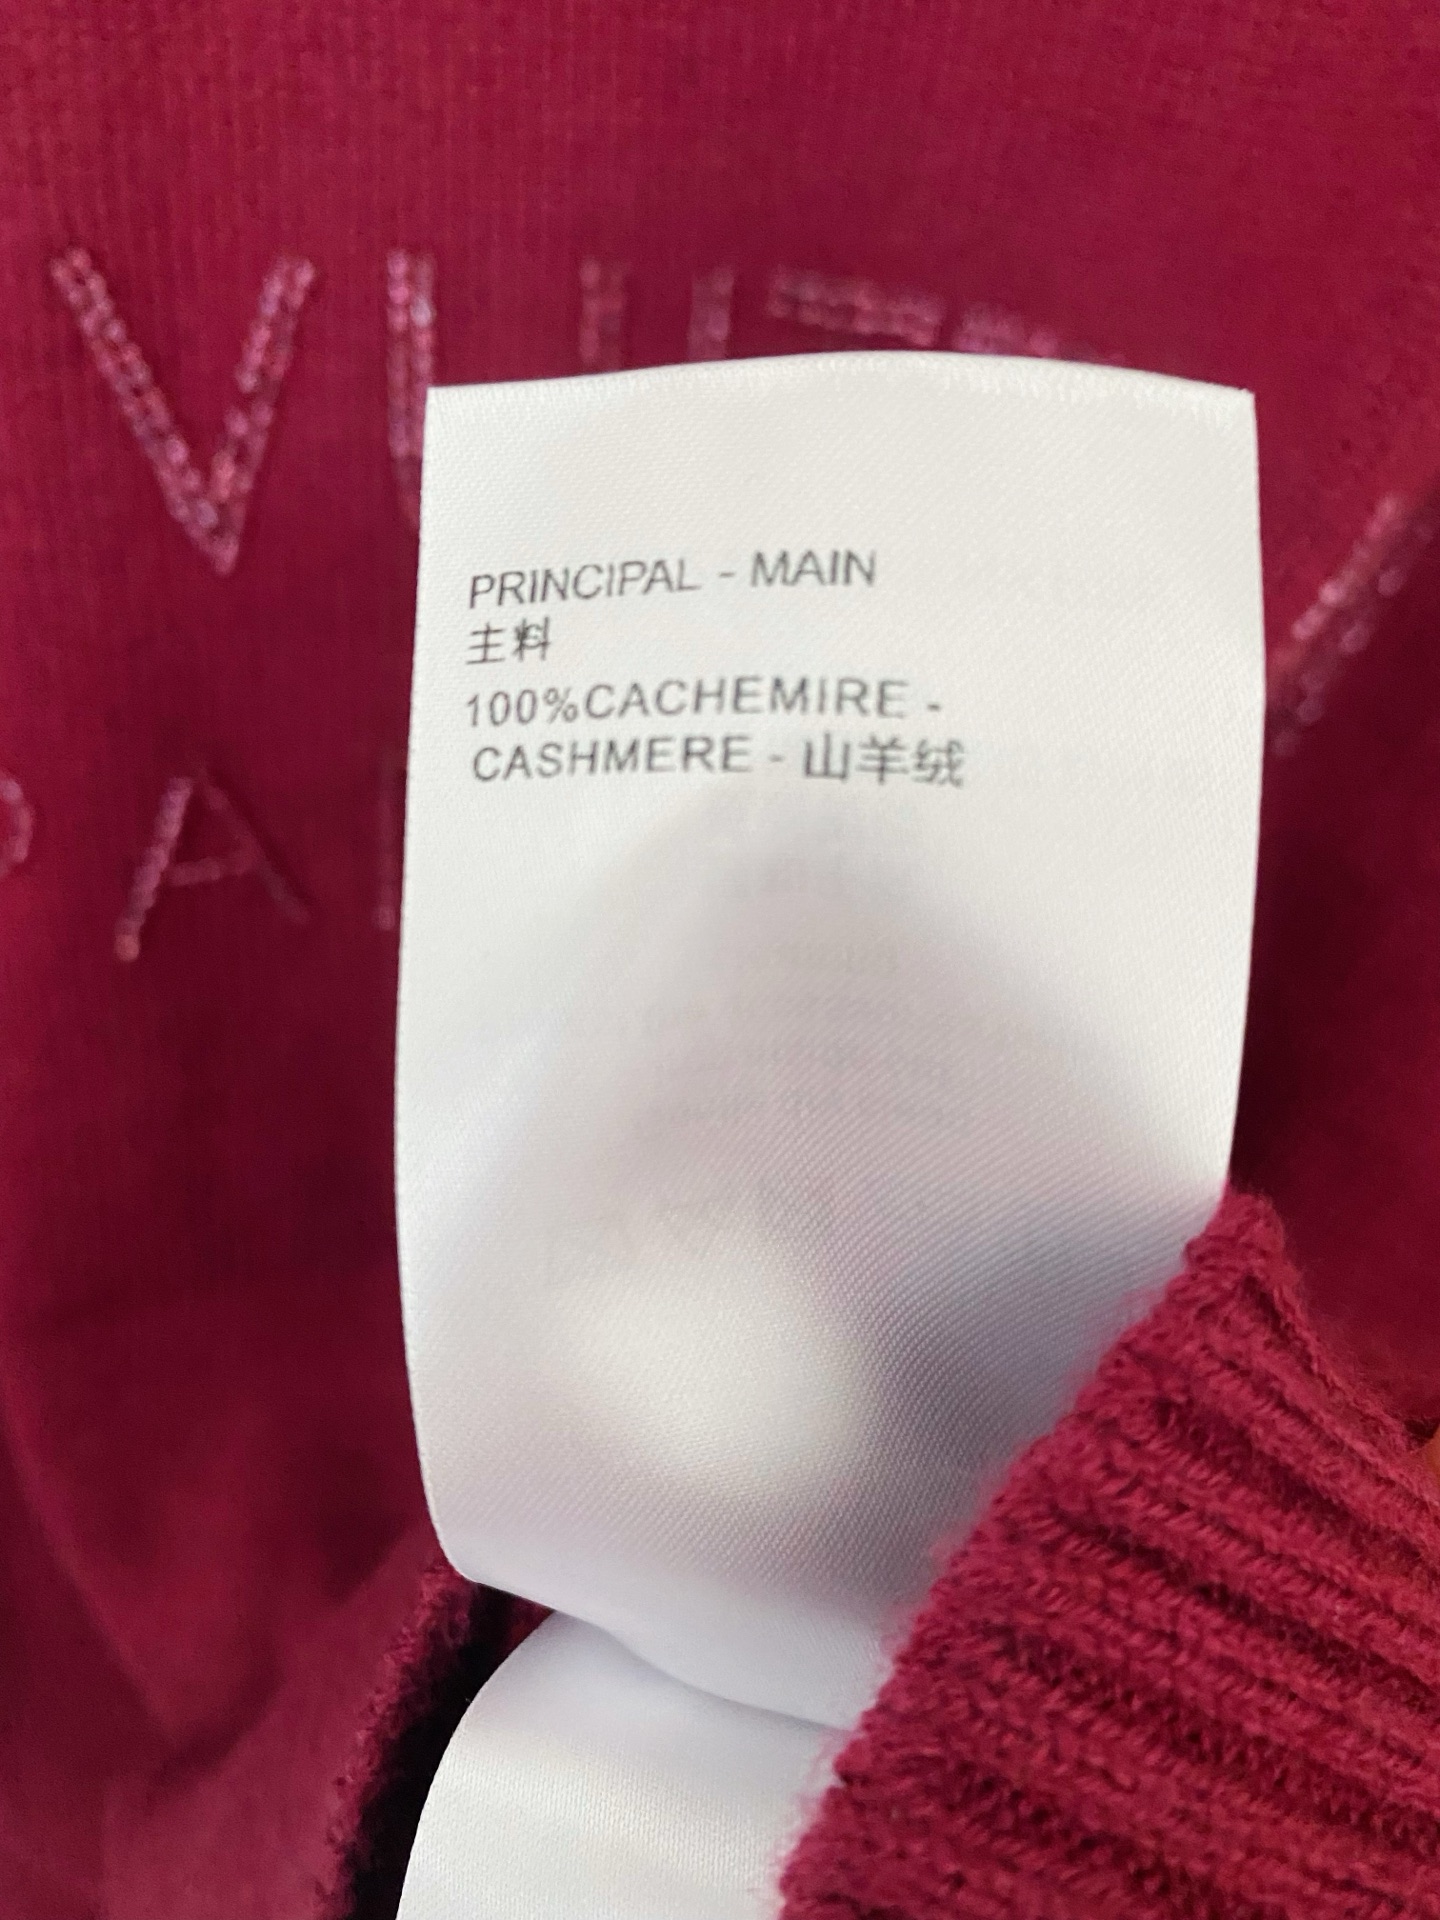 PRINCIPAL - MAIN
主料
100%CACHEMIRE -
CASHMERE - 山羊绒